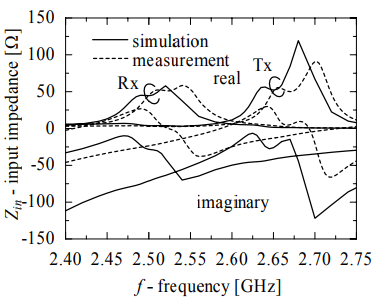 150
100
50
0
-50
-100
-150
Z_in - input impedance [Ω]
simulation
measurement
real
Rx
Tx
imaginary
2.40 2.45 2.50 2.55 2.60 2.65 2.70 2.75
f - frequency [GHz]